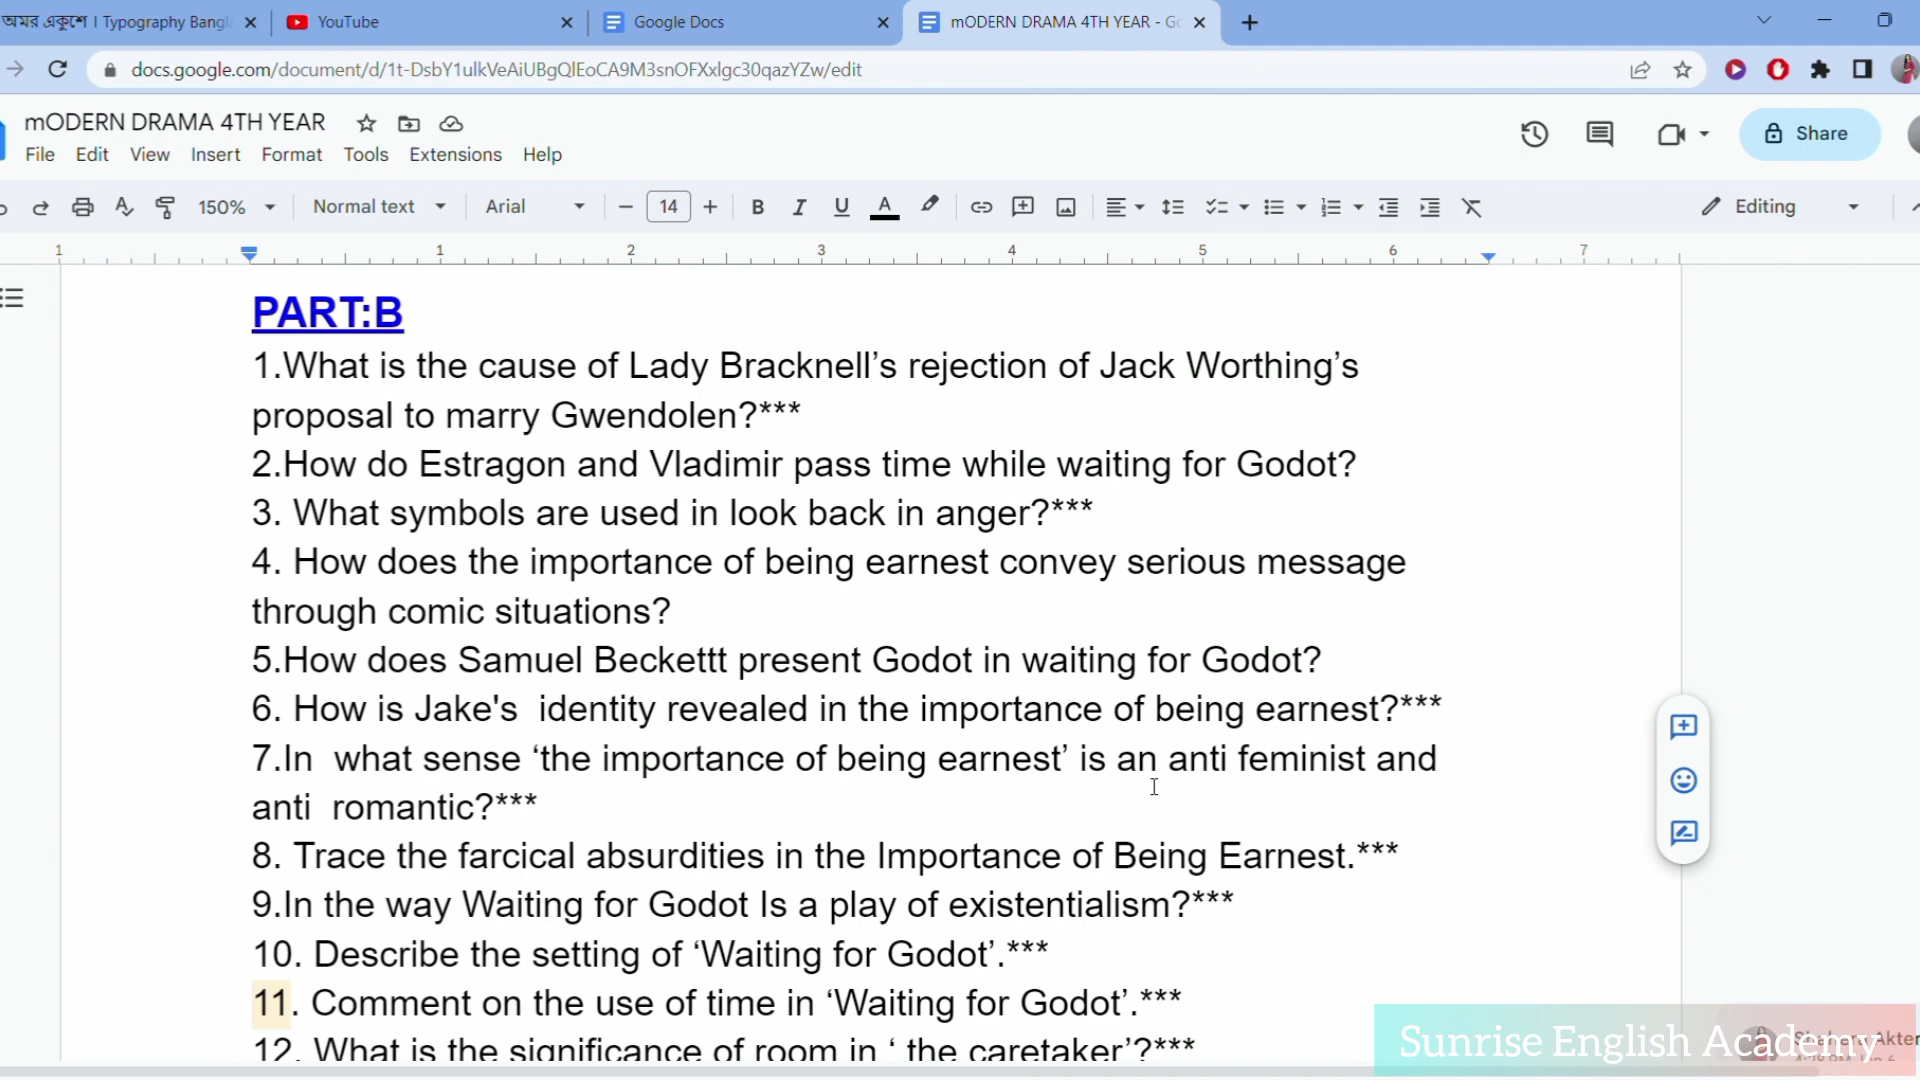 অমর একুশে । Typography Bangl
YouTube
Google Docs
mODERN DRAMA 4TH YEAR - Go
docs.google.com/document/d/1t-DsbY1ulkVeAiUBgQlEoCA9M3snOFXxlgc30qazYZw/edit
mODERN DRAMA 4TH YEAR
File Edit View Insert Format Tools Extensions Help
Share
150% Normal text Arial 14 Editing
1 1 2 3 4 5 6 7
PART:B
1.What is the cause of Lady Bracknell’s rejection of Jack Worthing’s
proposal to marry Gwendolen?***
2.How do Estragon and Vladimir pass time while waiting for Godot?
3. What symbols are used in look back in anger?***
4. How does the importance of being earnest convey serious message
through comic situations?
5.How does Samuel Beckettt present Godot in waiting for Godot?
6. How is Jake's  identity revealed in the importance of being earnest?***
7.In  what sense ‘the importance of being earnest’ is an anti feminist and
anti  romantic?***
8. Trace the farcical absurdities in the Importance of Being Earnest.***
9.In the way Waiting for Godot Is a play of existentialism?***
10. Describe the setting of ‘Waiting for Godot’.***
11. Comment on the use of time in ‘Waiting for Godot’.***
12. What is the significance of room in ‘ the caretaker’?***
Sunrise English Academy